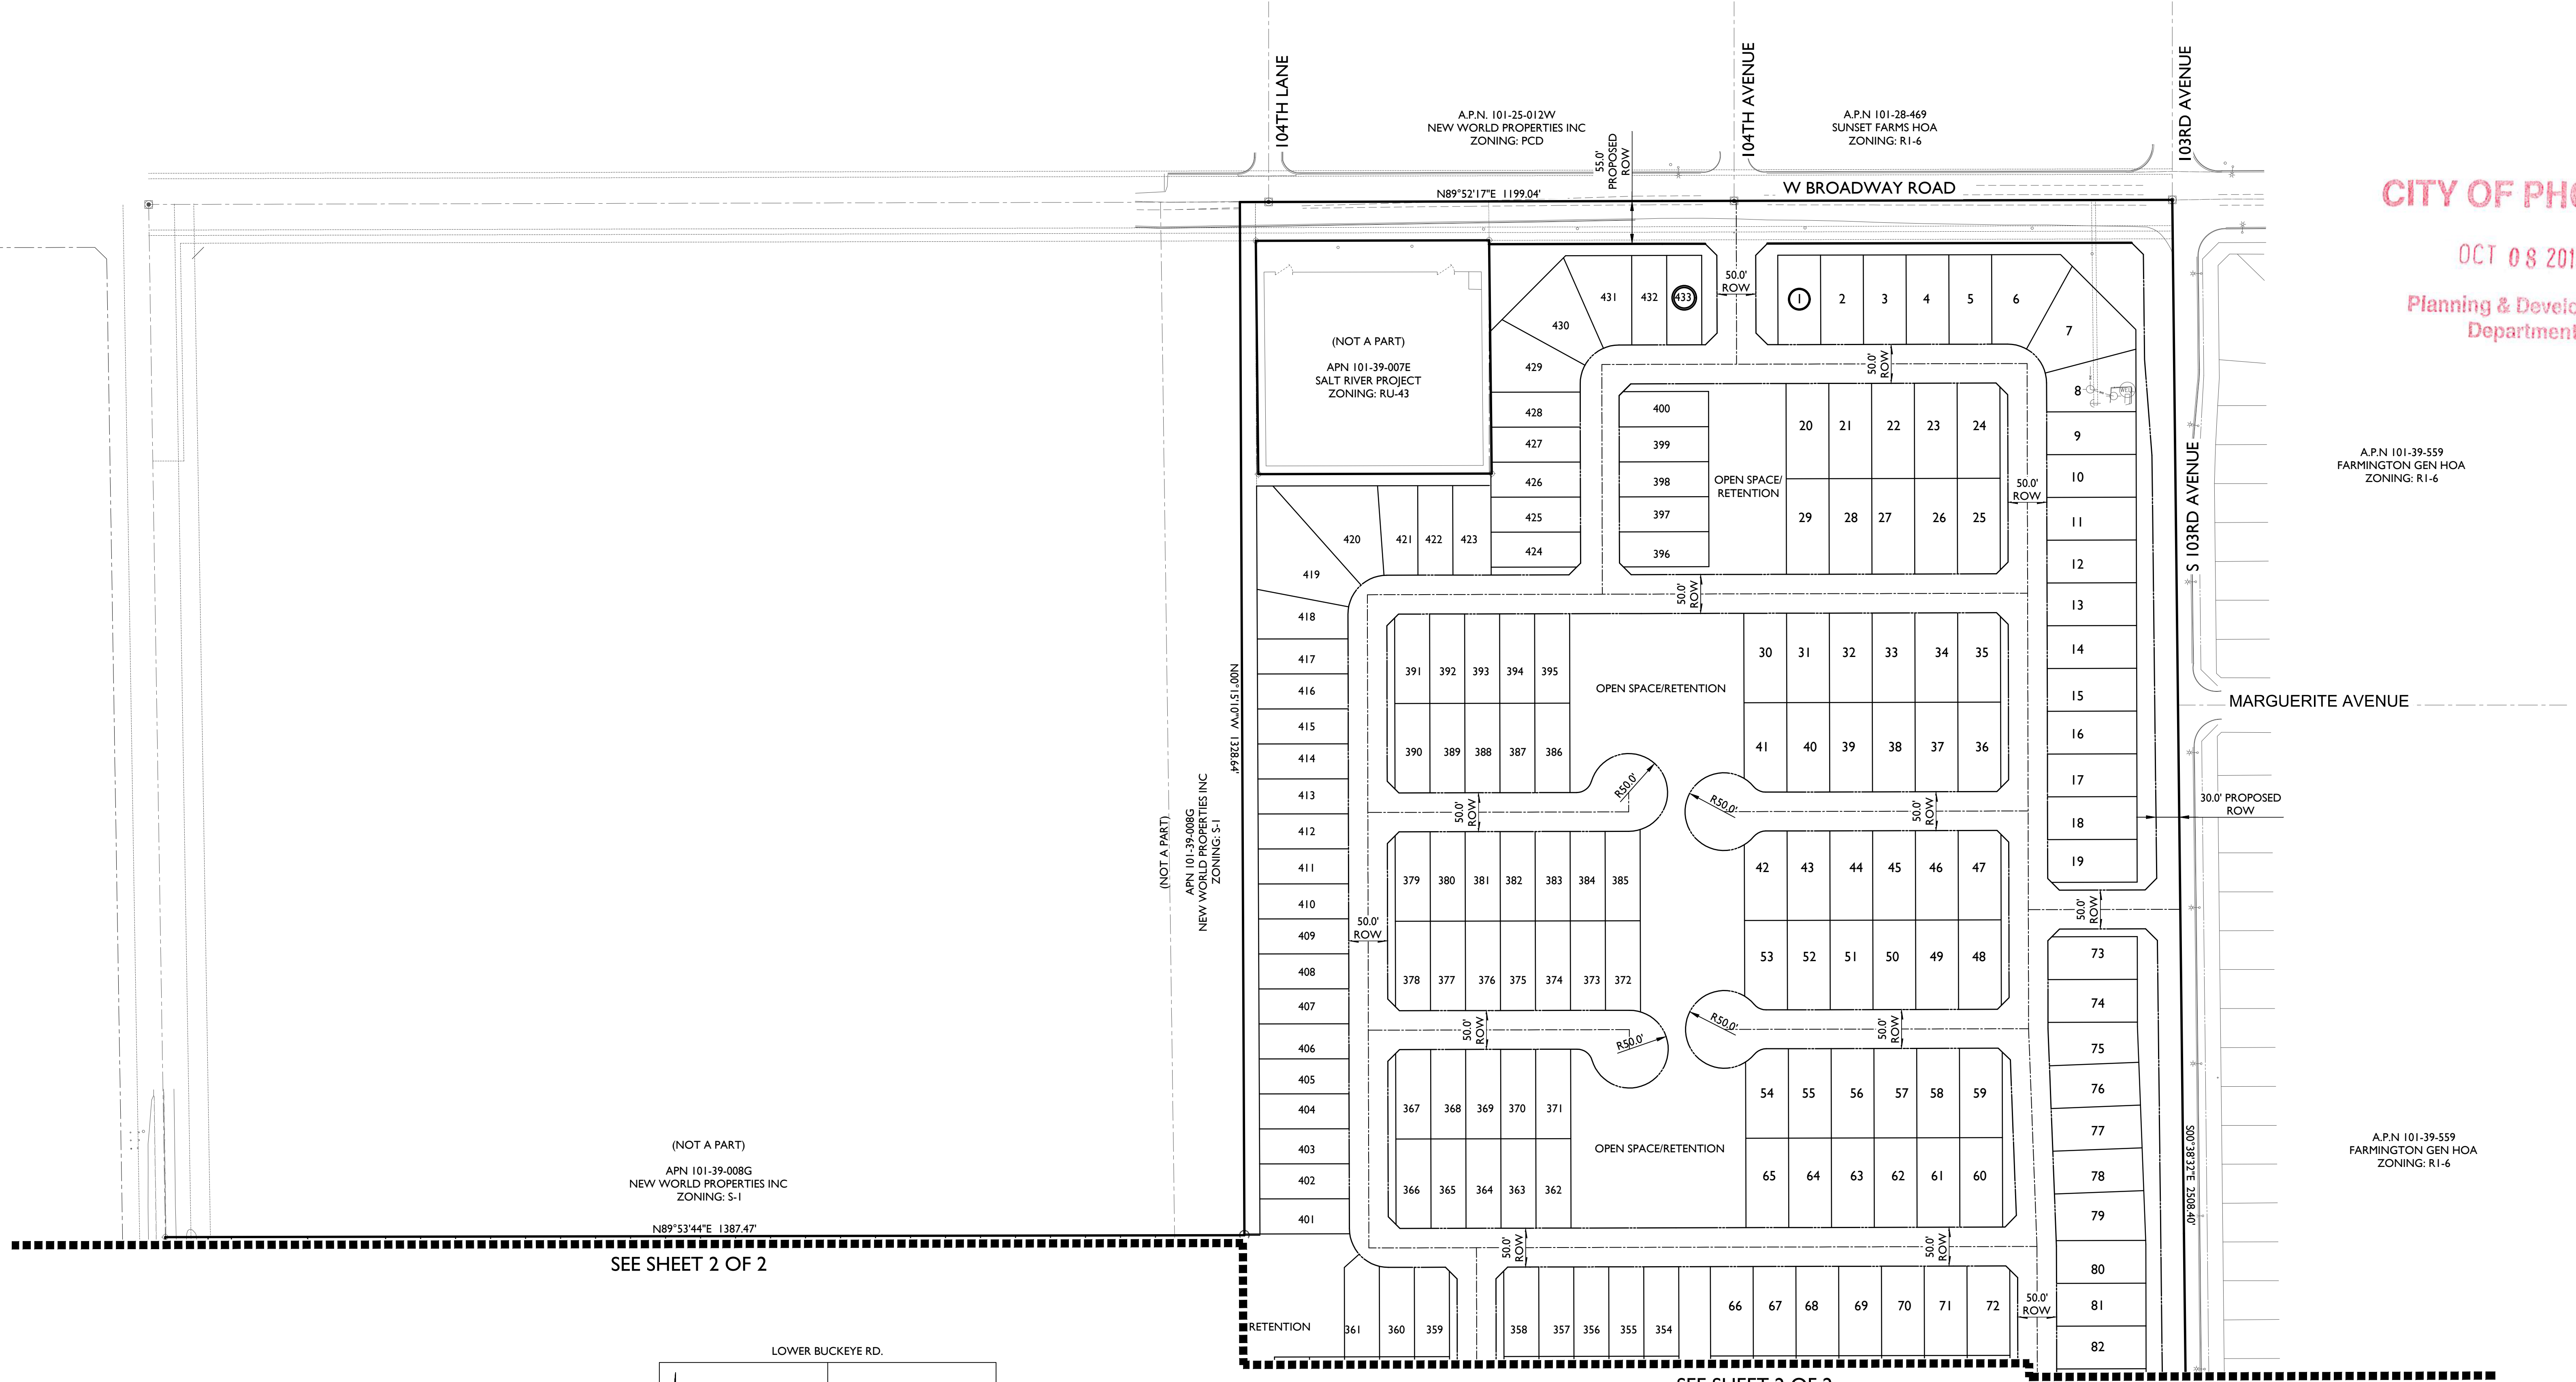 104TH LANE
104TH AVENUE
103RD AVENUE
A.P.N. 101-25-012W
NEW WORLD PROPERTIES INC
ZONING: PCD
A.P.N 101-28-469
SUNSET FARMS HOA
ZONING: R1-6
55.0'
PROPOSED
ROW
W BROADWAY ROAD
N89°52'17"E 1199.04'
CITY OF
OCT 08 201
Planning &
(NOT A PART)
APN 101-39-007E
SALT RIVER PROJECT
ZONING: RU-43
431
432
433
50.0'
ROW
1
2
3
4
5
6
7
430
429
50.0'
ROW
8
428
427
426
425
424
400
399
398
397
396
OPEN SPACE/
RETENTION
20
21
22
23
24
29
28
27
26
25
50.0'
ROW
9
10
11
12
13
14
15
16
17
18
19
S 103RD AVENUE
A.P.N 101-39-559
FARMINGTON GEN HOA
ZONING: R1-6
419
420
421
422
423
50.0'
ROW
418
417
416
415
414
413
412
411
410
409
408
407
406
405
404
403
402
401
N00°15'10"W 1328.64'
(NOT A PART)
APN 101-39-008G
NEW WORLD PROPERTIES INC
ZONING: S-1
391
392
393
394
395
OPEN SPACE/RETENTION
30
31
32
33
34
35
390
389
388
387
386
41
40
39
38
37
36
MARGUERITE AVENUE
R50.0'
R50.0'
50.0'
ROW
50.0'
ROW
30.0' PROPOSED
ROW
379
380
381
382
383
384
385
42
43
44
45
46
47
50.0'
ROW
50.0'
ROW
378
377
376
375
374
373
372
53
52
51
50
49
48
73
74
75
76
77
78
79
80
81
82
R50.0'
R50.0'
50.0'
ROW
50.0'
ROW
367
368
369
370
371
54
55
56
57
58
59
OPEN SPACE/RETENTION
366
365
364
363
362
65
64
63
62
61
60
S00°38'32"E 2508.40'
A.P.N 101-39-559
FARMINGTON GEN HOA
ZONING: R1-6
(NOT A PART)
APN 101-39-008G
NEW WORLD PROPERTIES INC
ZONING: S-1
N89°53'44"E 1387.47'
SEE SHEET 2 OF 2
50.0'
ROW
50.0'
ROW
RETENTION
361
360
359
358
357
356
355
354
66
67
68
69
70
71
72
50.0'
ROW
LOWER BUCKEYE RD.
SEE SHEET 2 OF 2